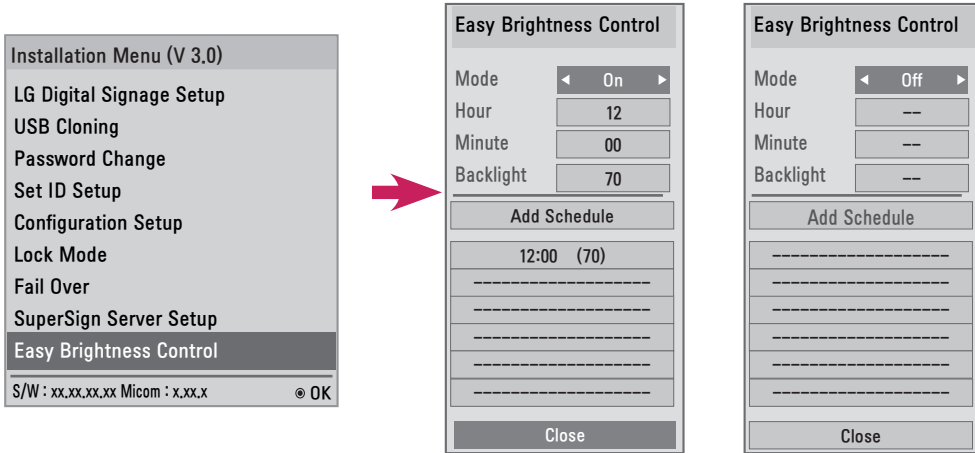 Installation Menu (V 3.0)
LG Digital Signage Setup
USB Cloning
Password Change
Set ID Setup
Configuration Setup
Lock Mode
Fail Over
SuperSign Server Setup
Easy Brightness Control
S/W : xx.xx.xx.xx Micom : x.xx.x ◉ OK
Easy Brightness Control
Mode ◀ On ▶
Hour 12
Minute 00
Backlight 70
Add Schedule
12:00 (70)
-------------------
-------------------
-------------------
-------------------
-------------------
Close
Easy Brightness Control
Mode ◀ Off ▶
Hour --
Minute --
Backlight --
Add Schedule
-------------------
-------------------
-------------------
-------------------
-------------------
-------------------
Close